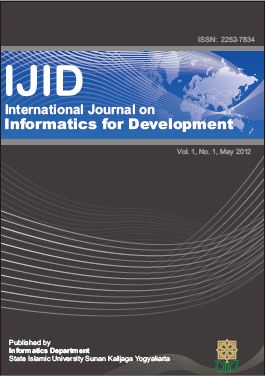 ISSN: 2252-7834
IJID
International Journal on
Informatics for Development
Vol. 1, No. 1, May 2012
Published by
Informatics Department
State Islamic University Sunan Kalijaga Yogyakarta